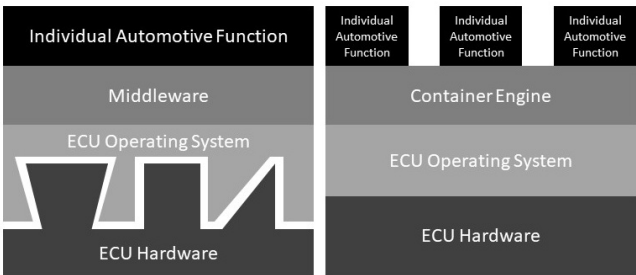 Individual Automotive Function
Middleware
ECU Operating System
ECU Hardware
Individual
Automotive
Function
Individual
Automotive
Function
Individual
Automotive
Function
Container Engine
ECU Operating System
ECU Hardware